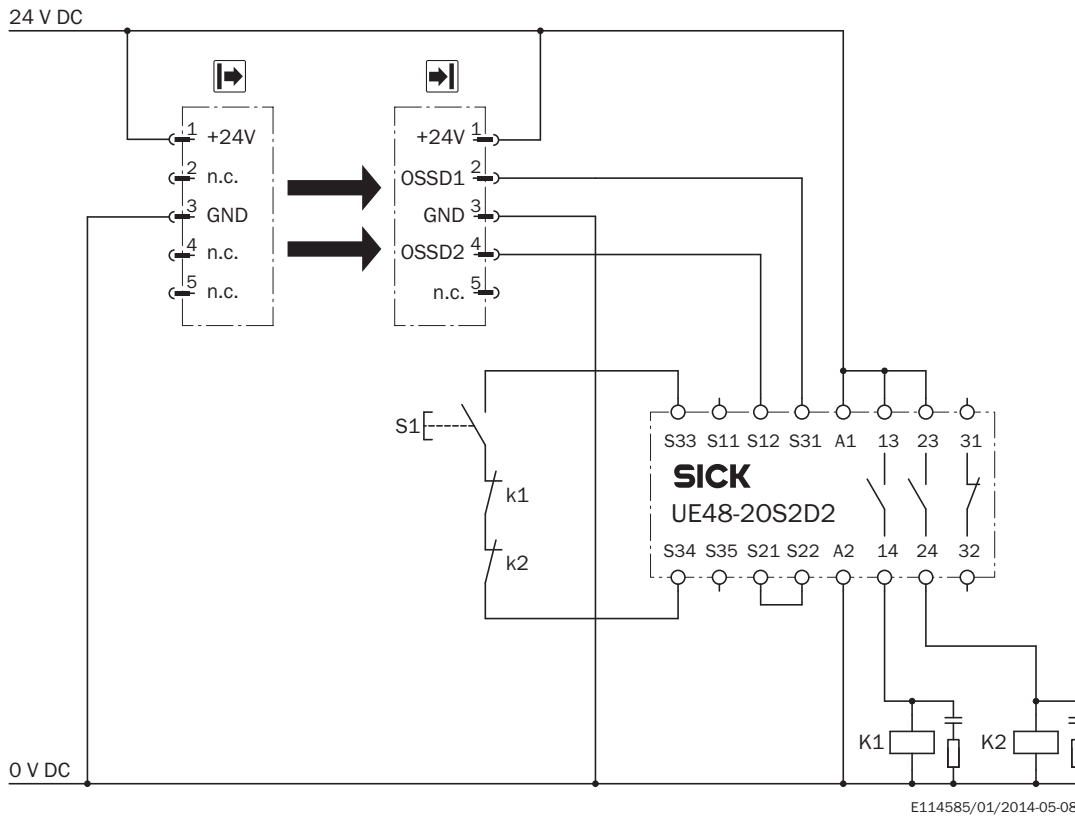 24 V DC
1 +24V
2 n.c.
3 GND
4 n.c.
5 n.c.
+24V 1
OSSD1 2
GND 3
OSSD2 4
n.c. 5
S1
k1
k2
S33 S11 S12 S31 A1 13 23 31
SICK
UE48-2OS2D2
S34 S35 S21 S22 A2 14 24 32
K1
K2
0 V DC
E114585/01/2014-05-08